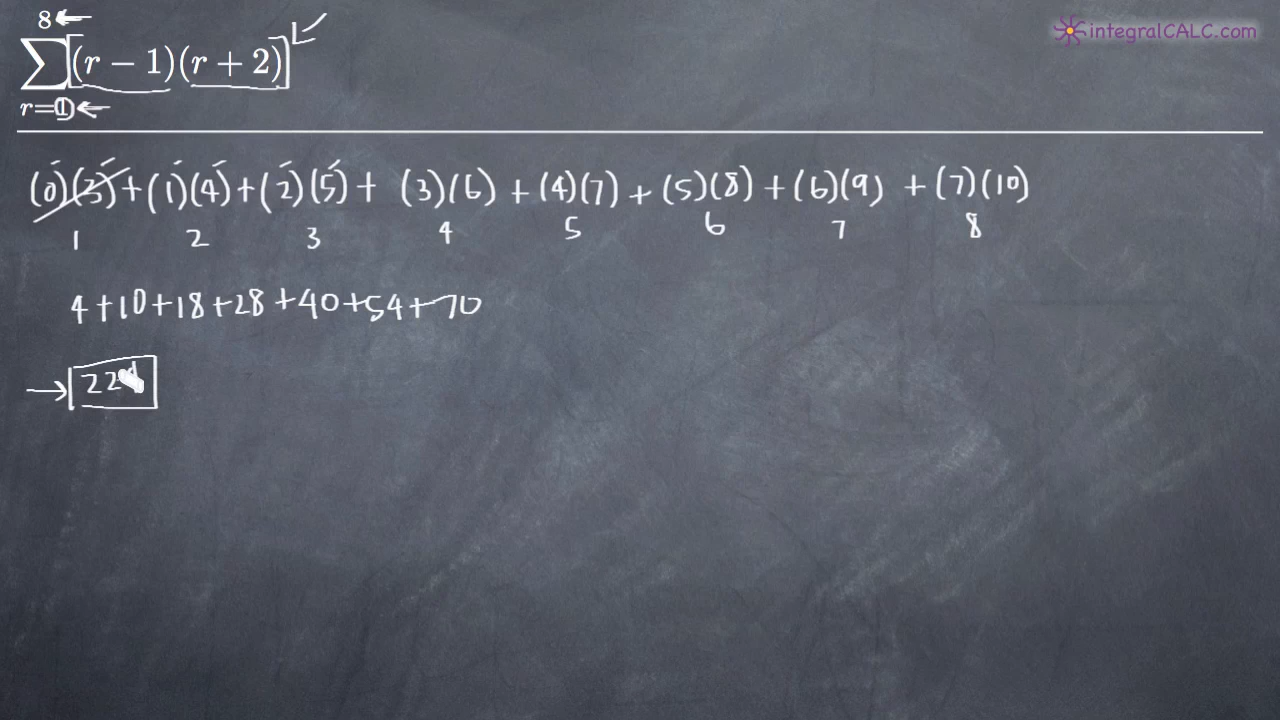 8 ←
integralCALC.com
∑ [(r − 1)(r + 2)]
r=1 ←
(0)(3)+(1)(4)+(2)(5)+ (3)(6) +(4)(7) +(5)(8) +(6)(9) +(7)(10)
1 2 3 4 5 6 7 8
4+10+18+28+40+54+70
→ 224